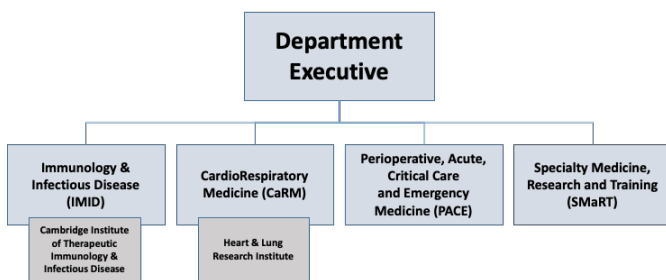 Department
Executive
Immunology &
Infectious Disease
(IMID)
CardioRespiratory
Medicine (CaRM)
Perioperative, Acute,
Critical Care
and Emergency
Medicine (PACE)
Specialty Medicine,
Research and Training
(SMaRT)
Cambridge Institute
of Therapeutic
Immunology &
Infectious Disease
Heart & Lung
Research Institute